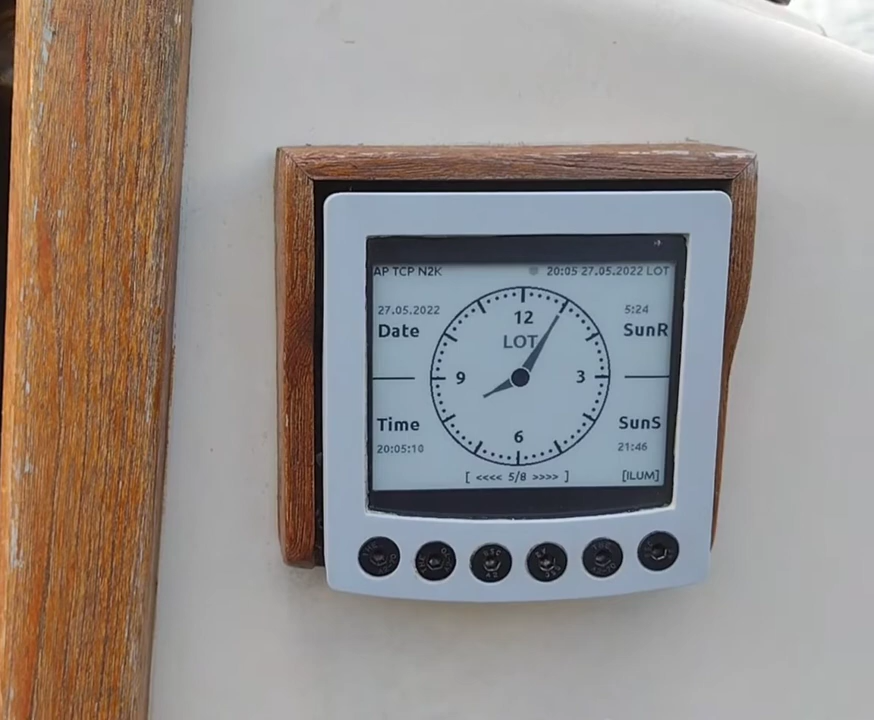 AP TCP N2K
20:05 27.05.2022 LOT
27.05.2022
Date
5:24
SunR
12
LOT
9
3
6
Time
20:05:10
SunS
21:46
[ <<<< 5/8 >>>> ]
[ILUM]